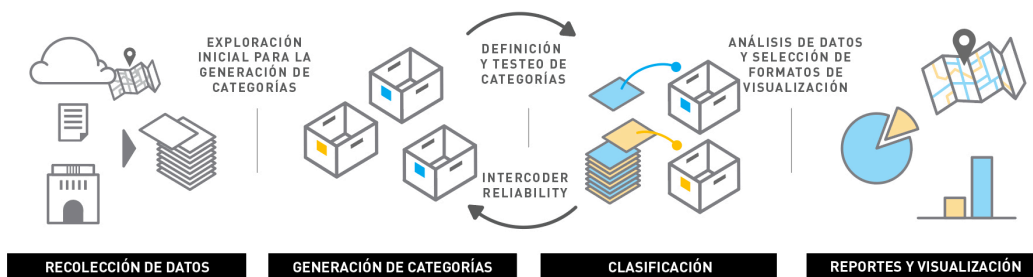 EXPLORACIÓN
INICIAL PARA LA
GENERACIÓN DE
CATEGORÍAS
DEFINICIÓN
Y TESTEO DE
CATEGORÍAS
INTERCODER
RELIABILITY
ANÁLISIS DE DATOS
Y SELECCIÓN DE
FORMATOS DE
VISUALIZACIÓN
RECOLECCIÓN DE DATOS
GENERACIÓN DE CATEGORÍAS
CLASIFICACIÓN
REPORTES Y VISUALIZACIÓN